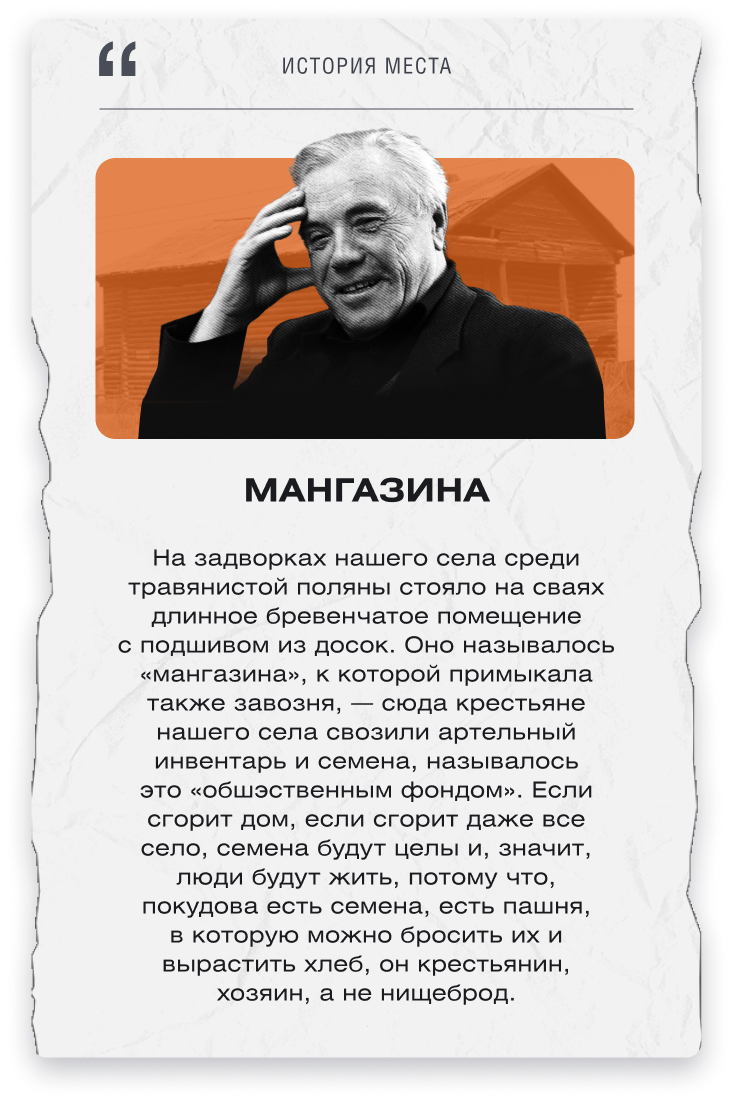 “
ИСТОРИЯ МЕСТА
МАНГАЗИНА
На задворках нашего села среди
травянистой поляны стояло на сваях
длинное бревенчатое помещение
с подшивом из досок. Оно называлось
«мангазина», к которой примыкала
также завозня, — сюда крестьяне
нашего села свозили артельный
инвентарь и семена, называлось
это «обшэственным фондом». Если
сгорит дом, если сгорит даже все
село, семена будут целы и, значит,
люди будут жить, потому что,
покудова есть семена, есть пашня,
в которую можно бросить их и
вырастить хлеб, он крестьянин,
хозяин, а не нищеброд.